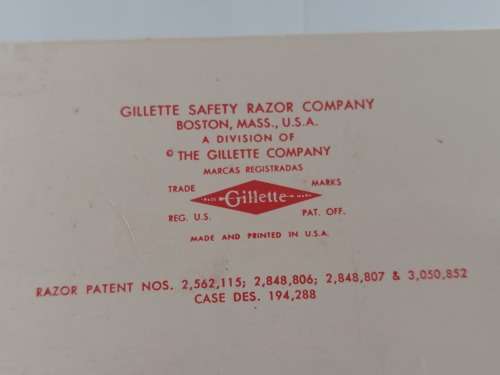 GILLETTE SAFETY RAZOR COMPANY
BOSTON, MASS., U.S.A.
A DIVISION OF
© THE GILLETTE COMPANY
MARCAS REGISTRADAS
TRADE MARKS
Gillette
REG. U.S. PAT. OFF.
MADE AND PRINTED IN U.S.A.
RAZOR PATENT NOS. 2,562,115; 2,848,806; 2,848,807 & 3,050,852
CASE DES. 194,288